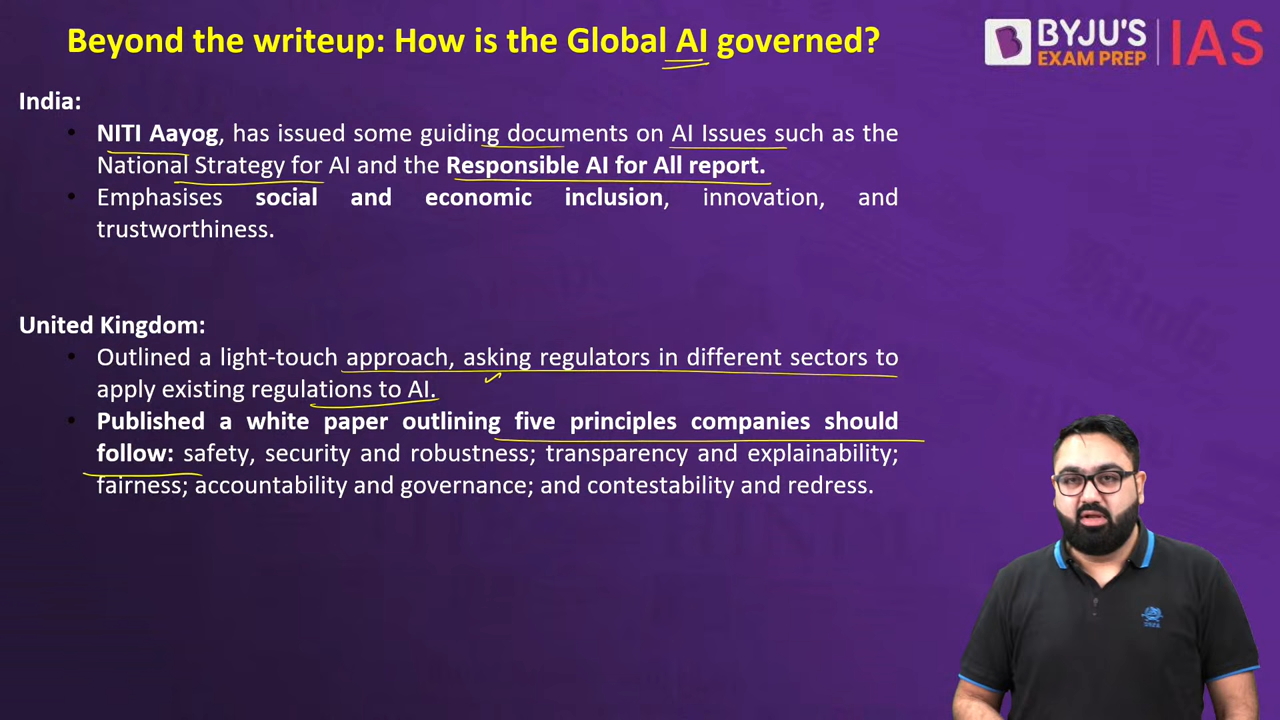 Beyond the writeup: How is the Global AI governed?
BYJU'S
EXAM PREP
IAS
India:
• NITI Aayog, has issued some guiding documents on AI Issues such as the
National Strategy for AI and the Responsible AI for All report.
• Emphasises social and economic inclusion, innovation, and
trustworthiness.
United Kingdom:
• Outlined a light-touch approach, asking regulators in different sectors to
apply existing regulations to AI.
• Published a white paper outlining five principles companies should
follow: safety, security and robustness; transparency and explainability;
fairness; accountability and governance; and contestability and redress.